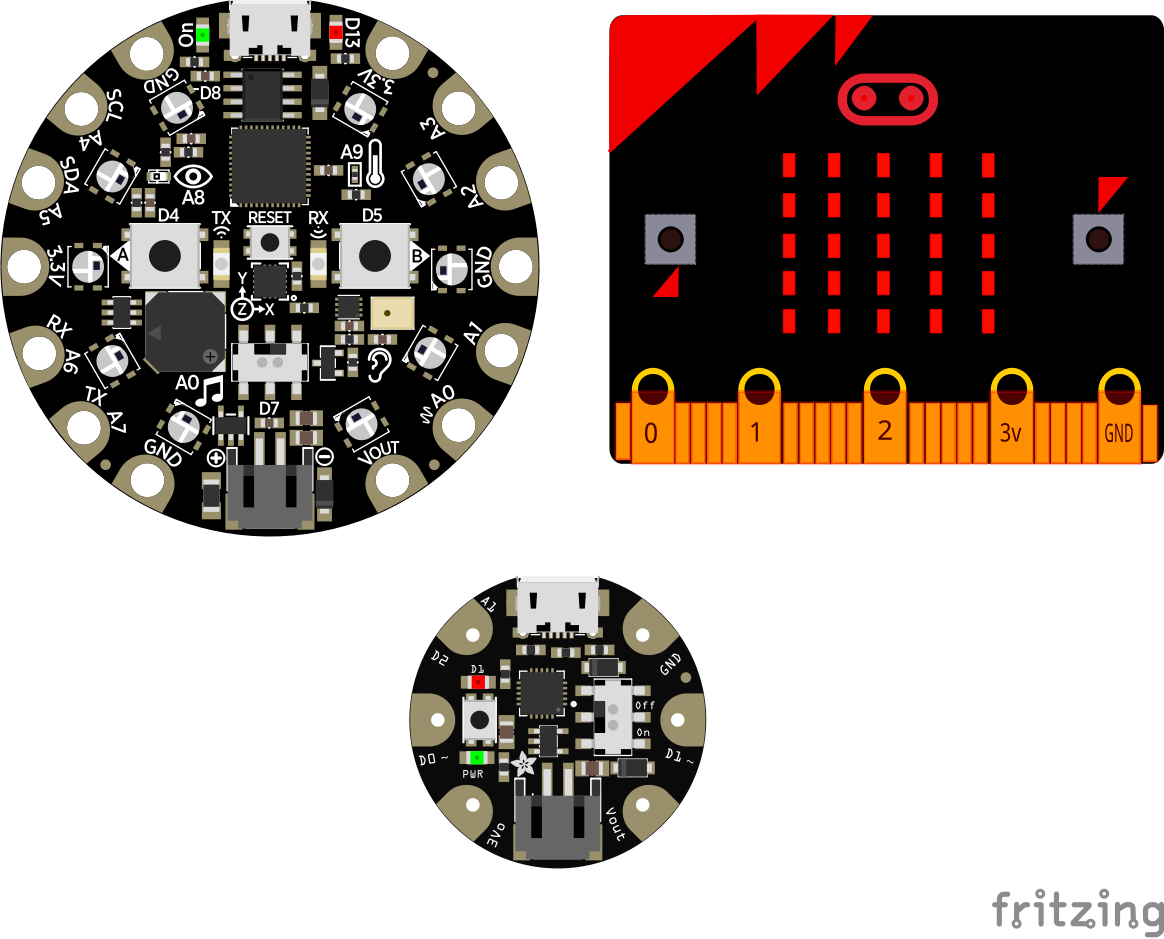 On
D13
GND
D8
3.3V
SCL
A4
A3
SDA
A5
A8
A9
A2
D4
TX
RESET
RX
D5
3.3V
A
B
GND
Y
Z
X
RX
A6
A1
TX
A7
A0
D7
A0
GND
VOUT
0
1
2
3v
GND
A1
D2
D1
GND
Off
On
D0 ~
PWR
D1 ~
3Vo
Vout
fritzing